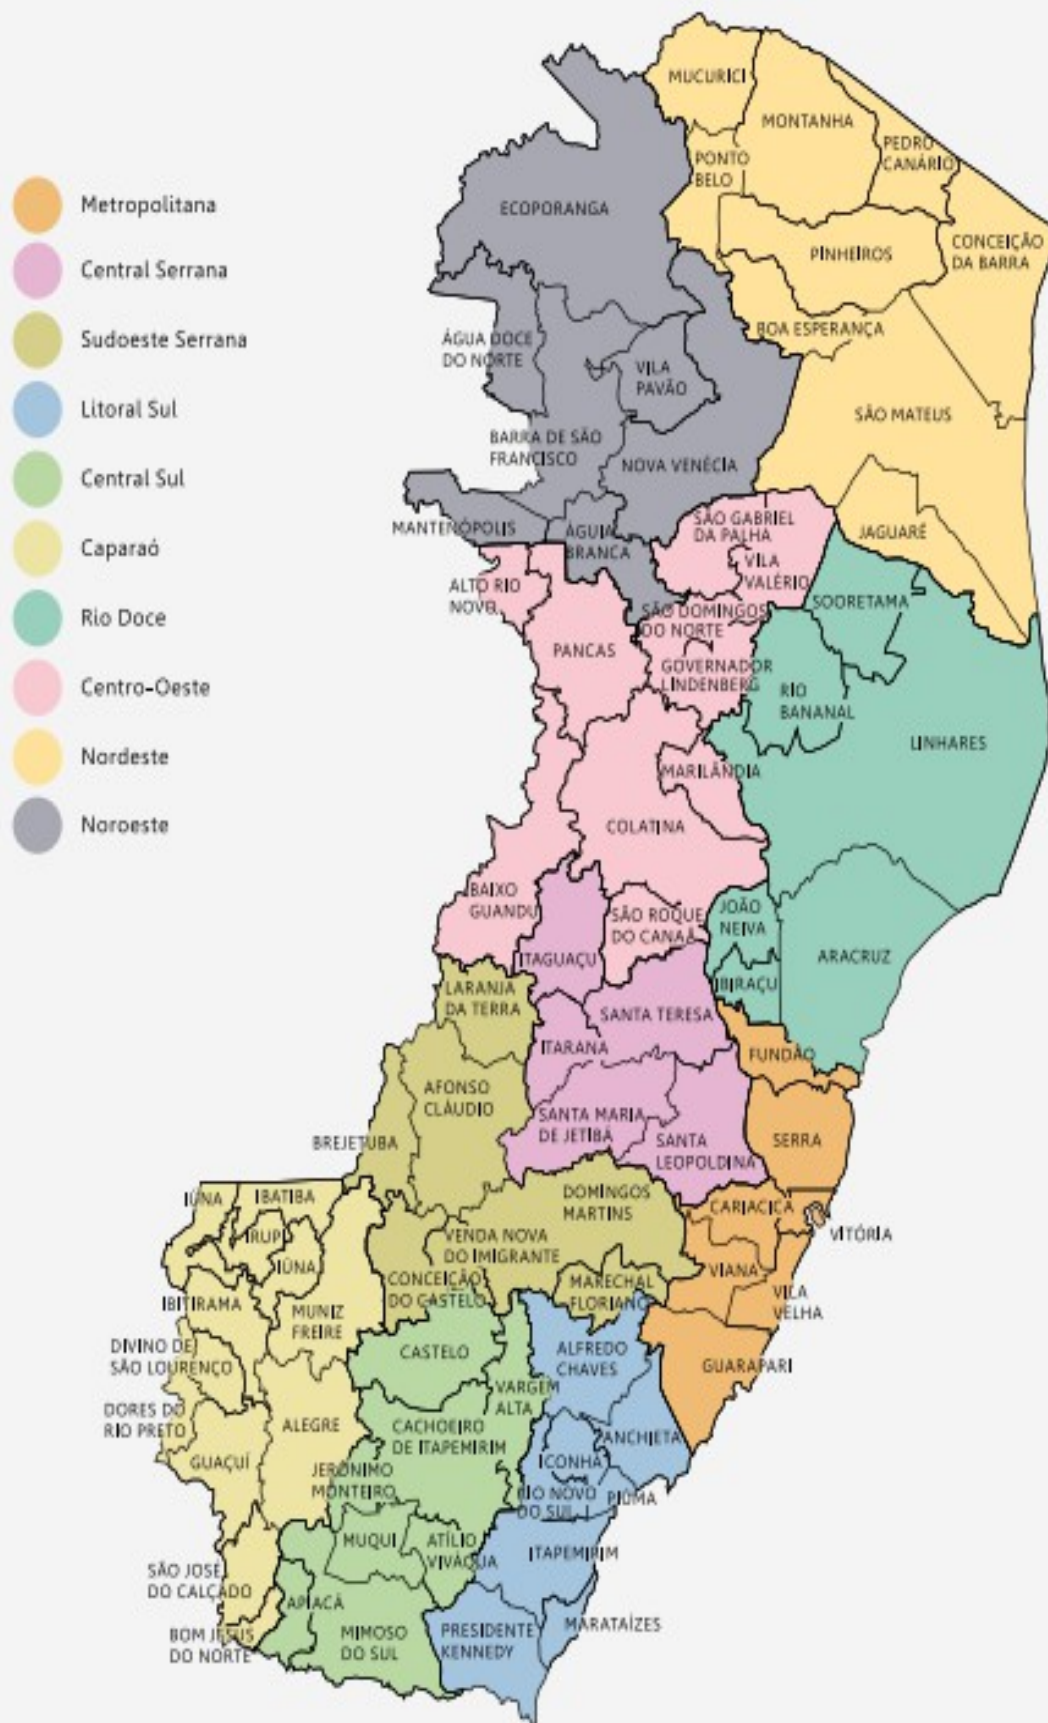 Metropolitana
Central Serrana
Sudoeste Serrana
Litoral Sul
Central Sul
Caparaó
Rio Doce
Centro-Oeste
Nordeste
Noroeste
MUCURICI
MONTANHA
PEDRO
CANÁRIO
PONTO
BELO
ECOPORANGA
PINHEIROS
CONCEIÇÃO
DA BARRA
BOA ESPERANÇA
ÁGUA DOCE
DO NORTE
VILA
PAVÃO
SÃO MATEUS
BARRA DE SÃO
FRANCISCO
NOVA VENÉCIA
MANTENÓPOLIS
ÁGUIA
BRANCA
SÃO GABRIEL
DA PALHA
JAGUARÉ
VILA
VALÉRIO
ALTO RIO
NOVO
SOORETAMA
SÃO DOMINGOS
DO NORTE
PANCAS
GOVERNADOR
LINDENBERG
RIO
BANANAL
LINHARES
MARILÂNDIA
COLATINA
BAIXO
GUANDU
SÃO ROQUE
DO CANAÃ
JOÃO
NEIVA
ARACRUZ
ITAGUAÇU
IBIRAÇU
LARANJA
DA TERRA
SANTA TERESA
ITARANA
FUNDÃO
AFONSO
CLÁUDIO
SANTA MARIA
DE JETIBÁ
SERRA
BREJETUBA
SANTA
LEOPOLDINA
IÚNA
IBATIBA
DOMINGOS
MARTINS
CARIACICA
VITÓRIA
IRUPI
VENDA NOVA
DO IMIGRANTE
IÚNA
VIANA
CONCEIÇÃO
DO CASTELO
MARECHAL
FLORIANO
VILA
VELHA
IBITIRAMA
MUNIZ
FREIRE
DIVINO DE
SÃO LOURENÇO
CASTELO
ALFREDO
CHAVES
GUARAPARI
VARGEM
ALTA
DORES DO
RIO PRETO
ALEGRE
CACHOEIRO
DE ITAPEMIRIM
ANCHIETA
GUAÇUÍ
ICONHA
JERÔNIMO
MONTEIRO
RIO NOVO
DO SUL
PIÚMA
MUQUI
ATÍLIO
VIVÁQUA
ITAPEMIRIM
SÃO JOSÉ
DO CALÇADO
APIACÁ
MARATAÍZES
BOM JESUS
DO NORTE
MIMOSO
DO SUL
PRESIDENTE
KENNEDY